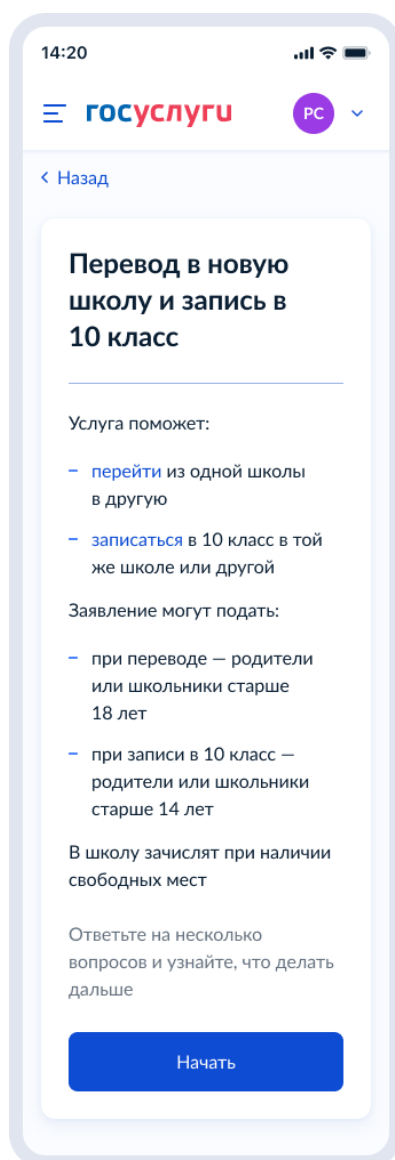 14:20
госуслуги
РС
Назад
Перевод в новую
школу и запись в
10 класс
Услуга поможет:
– перейти из одной школы
в другую
– записаться в 10 класс в той
же школе или другой
Заявление могут подать:
– при переводе — родители
или школьники старше
18 лет
– при записи в 10 класс —
родители или школьники
старше 14 лет
В школу зачислят при наличии
свободных мест
Ответьте на несколько
вопросов и узнайте, что делать
дальше
Начать